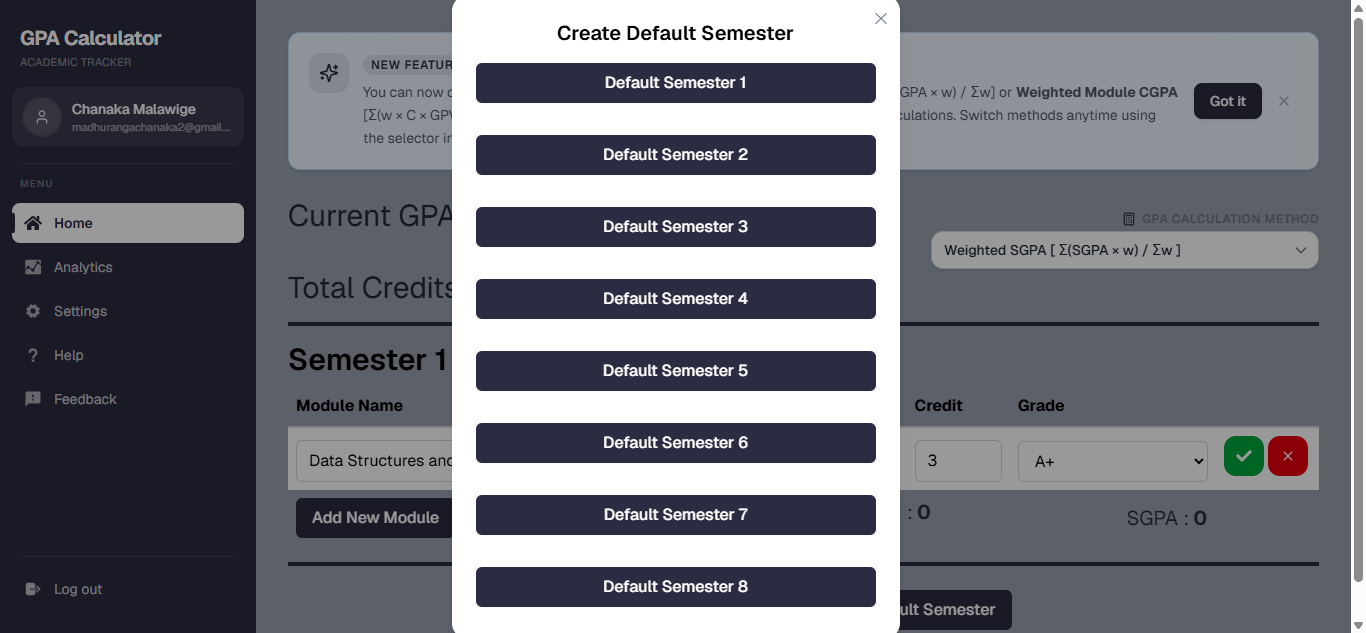 GPA Calculator
ACADEMIC TRACKER
Chanaka Malawige
madhurangachanaka2@gmail....
MENU
Home
Analytics
Settings
Help
Feedback
Log out
Create Default Semester
Default Semester 1
Default Semester 2
Default Semester 3
Default Semester 4
Default Semester 5
Default Semester 6
Default Semester 7
Default Semester 8
NEW FEATUR
You can now
GPA × w) / Σw] or Weighted Module CGPA
[Σ(w × C × GPV
culations. Switch methods anytime using
the selector in
Got it
Current GPA
GPA CALCULATION METHOD
Weighted SGPA [ Σ(SGPA × w) / Σw ]
Total Credits
Semester 1
Module Name
Credit
Grade
Data Structures and
3
A+
Add New Module
: 0
SGPA : 0
ult Semester